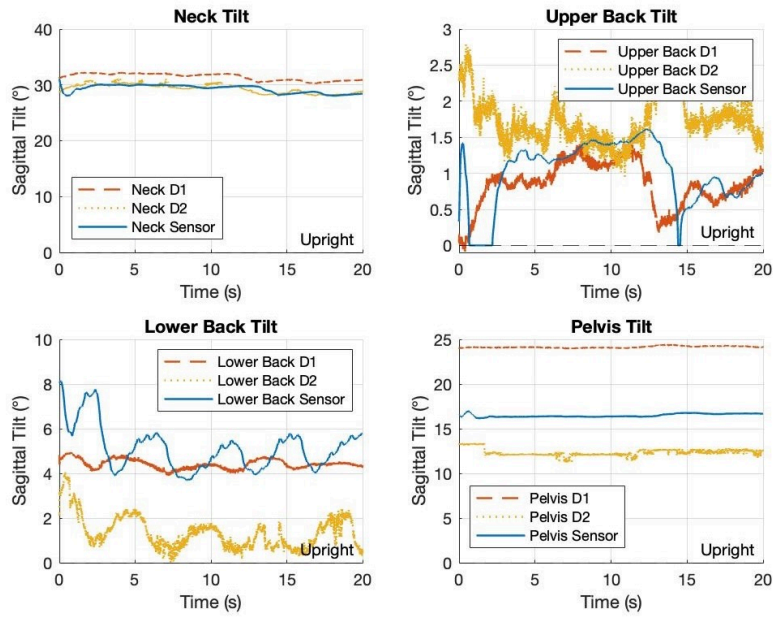 Neck Tilt
40
30
20
10
0
Sagittal Tilt (°)
Neck D1
Neck D2
Neck Sensor
Upright
0
5
10
15
20
Time (s)
Upper Back Tilt
3
2.5
2
1.5
1
0.5
0
Sagittal Tilt (°)
Upper Back D1
Upper Back D2
Upper Back Sensor
Upright
0
5
10
15
20
Time (s)
Lower Back Tilt
10
8
6
4
2
0
Sagittal Tilt (°)
Lower Back D1
Lower Back D2
Lower Back Sensor
Upright
0
5
10
15
20
Time (s)
Pelvis Tilt
25
20
15
10
5
0
Sagittal Tilt (°)
Pelvis D1
Pelvis D2
Pelvis Sensor
Upright
0
5
10
15
20
Time (s)